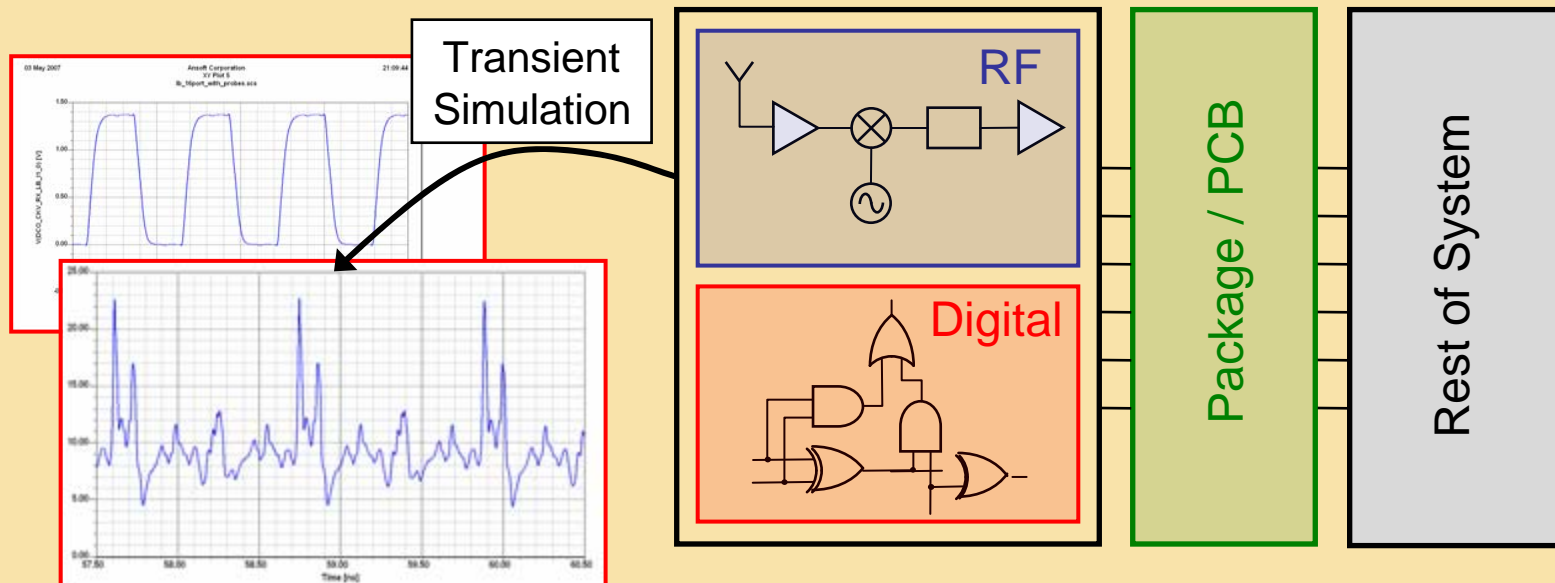 03 May 2007
Ansoft Corporation
XY Plot 5
21:09:44
1.50
1.00
0.50
0.00
Transient
Simulation
25.00
20.00
15.00
10.00
5.00
0.00
57.50
58.00
58.50
59.00
59.50
60.00
60.50
Time [ns]
RF
Digital
Package / PCB
Rest of System